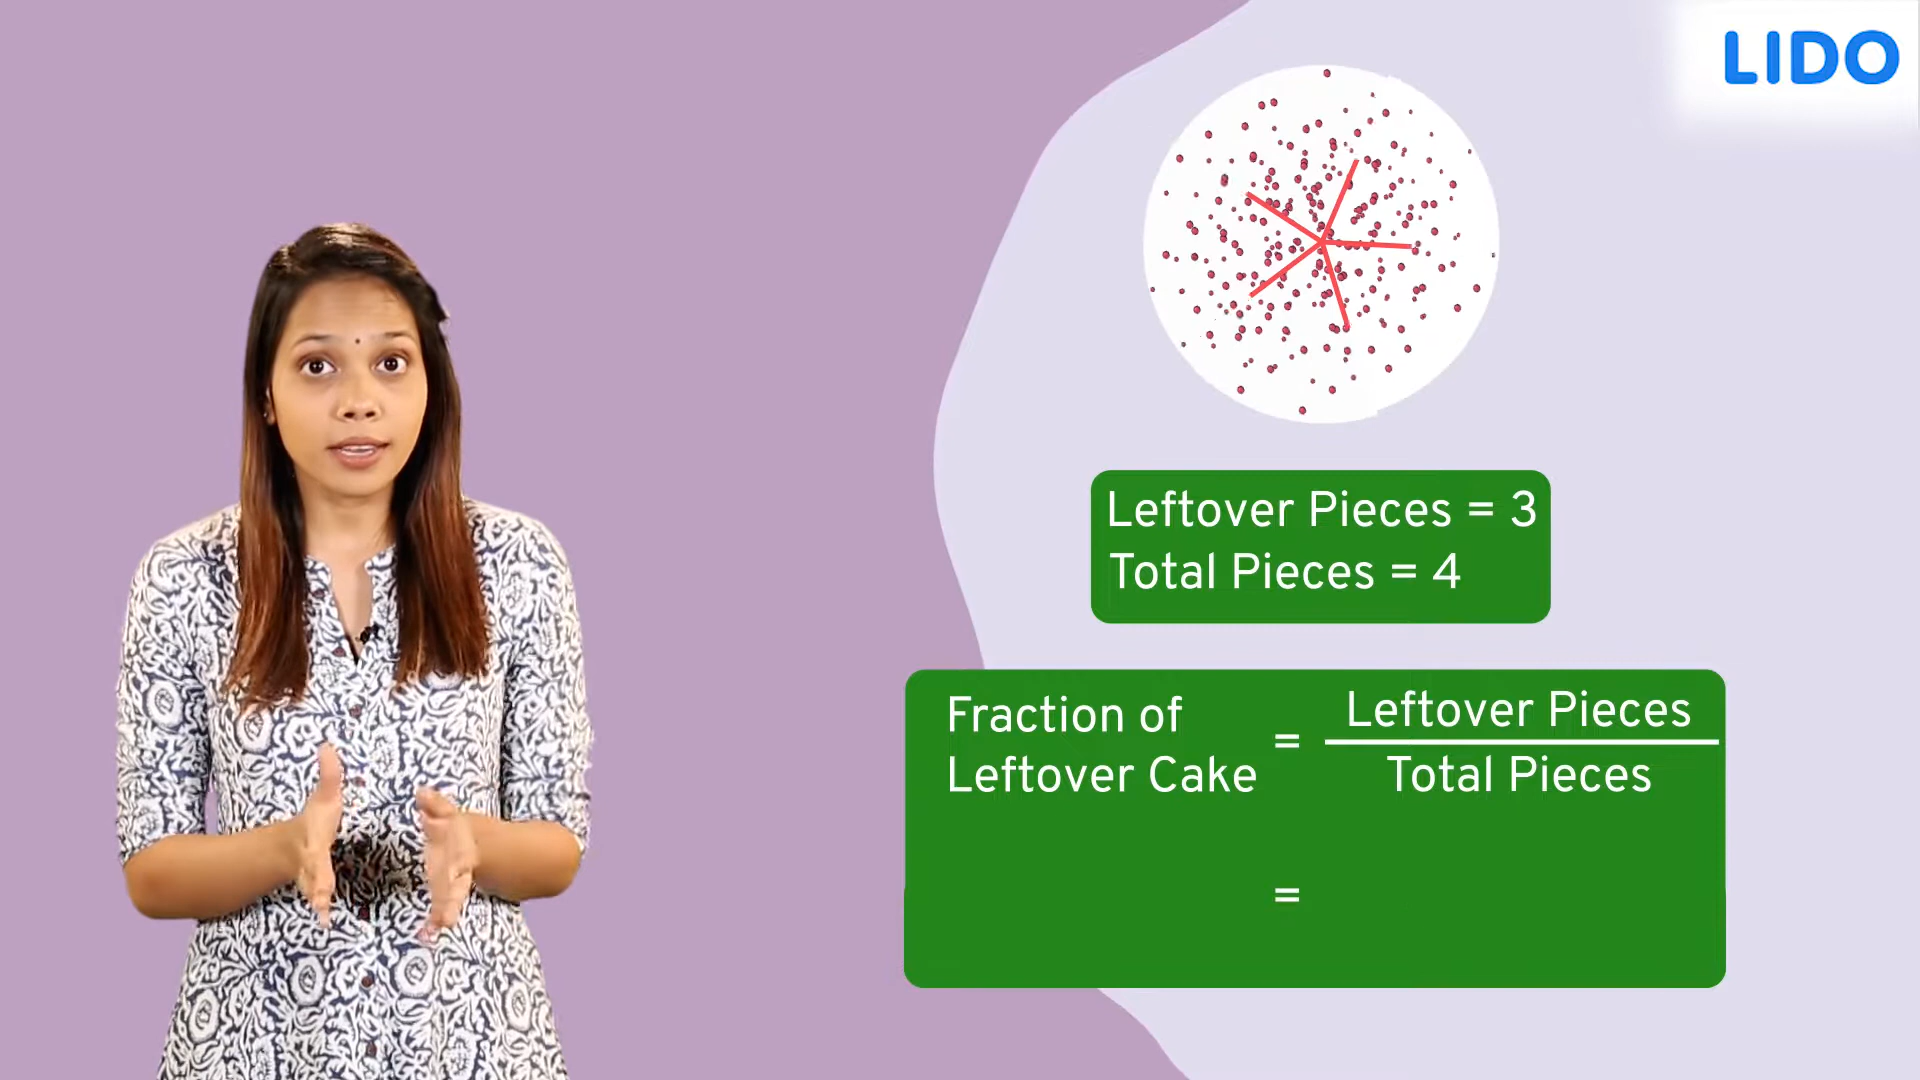 LIDO
Leftover Pieces = 3
Total Pieces = 4
Fraction of
Leftover Cake
=
Leftover Pieces
Total Pieces
=